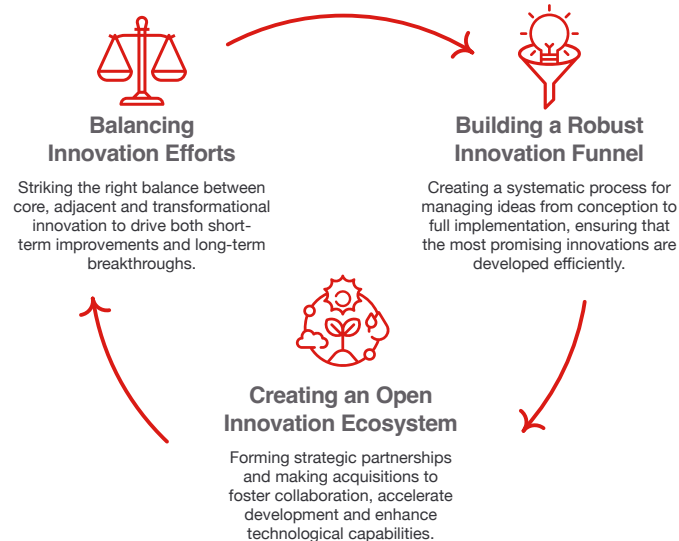 Balancing
Innovation Efforts
Striking the right balance between
core, adjacent and transformational
innovation to drive both short-
term improvements and long-term
breakthroughs.
Building a Robust
Innovation Funnel
Creating a systematic process for
managing ideas from conception to
full implementation, ensuring that
the most promising innovations are
developed efficiently.
Creating an Open
Innovation Ecosystem
Forming strategic partnerships
and making acquisitions to
foster collaboration, accelerate
development and enhance
technological capabilities.